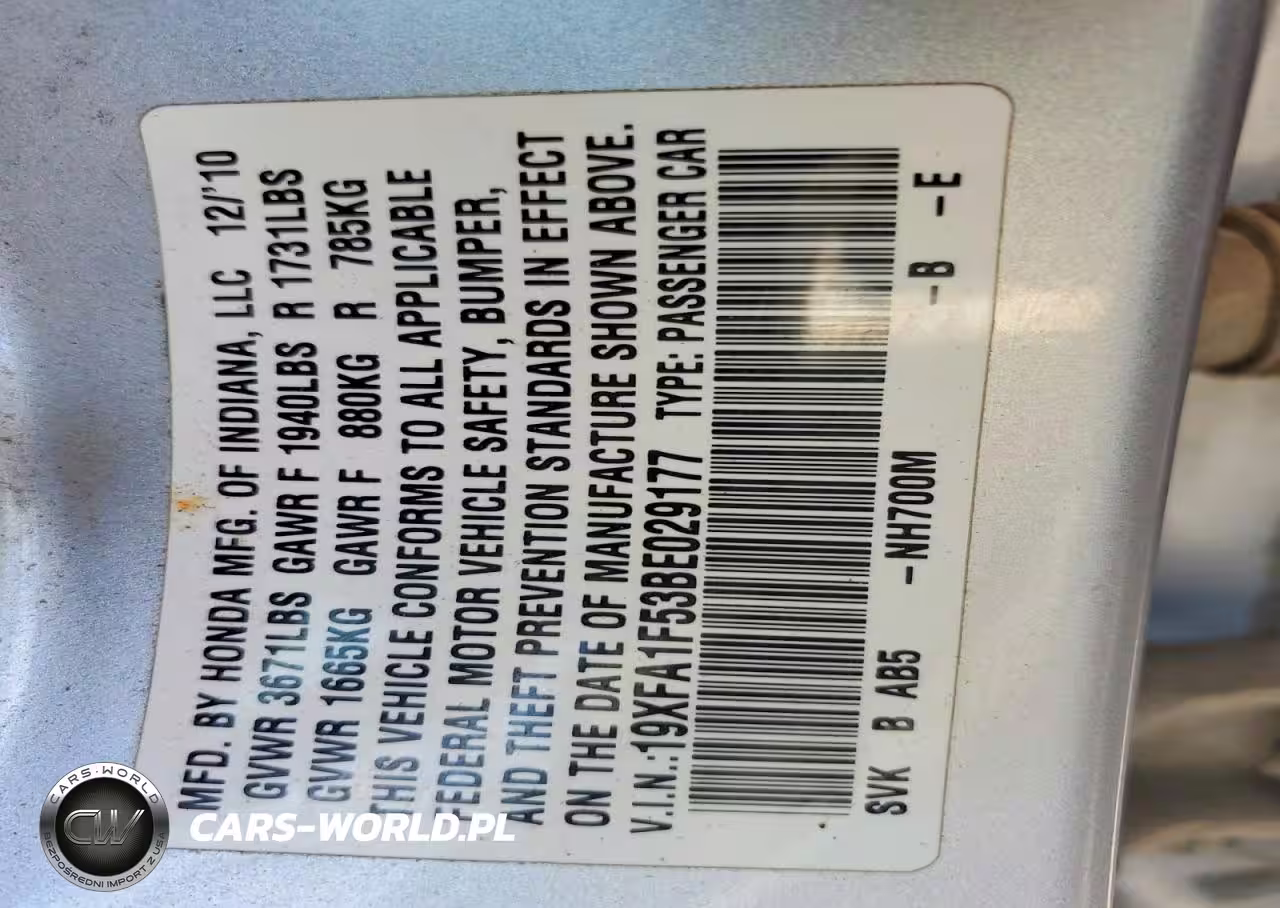 MFD. BY HONDA MFG. OF INDIANA, LLC 12/'10
GVWR 3671LBS GAWR F 1940LBS R 1731LBS
GVWR 1665KG GAWR F 880KG R 785KG
THIS VEHICLE CONFORMS TO ALL APPLICABLE
FEDERAL MOTOR VEHICLE SAFETY, BUMPER,
AND THEFT PREVENTION STANDARDS IN EFFECT
ON THE DATE OF MANUFACTURE SHOWN ABOVE.
V.I.N.:19XFA1F53BE029177 TYPE: PASSENGER CAR
SVK B AB5 -NH700M -B -E
CARS-WORLD
CW
BEZPOŚREDNI IMPORT Z USA
CARS-WORLD.PL